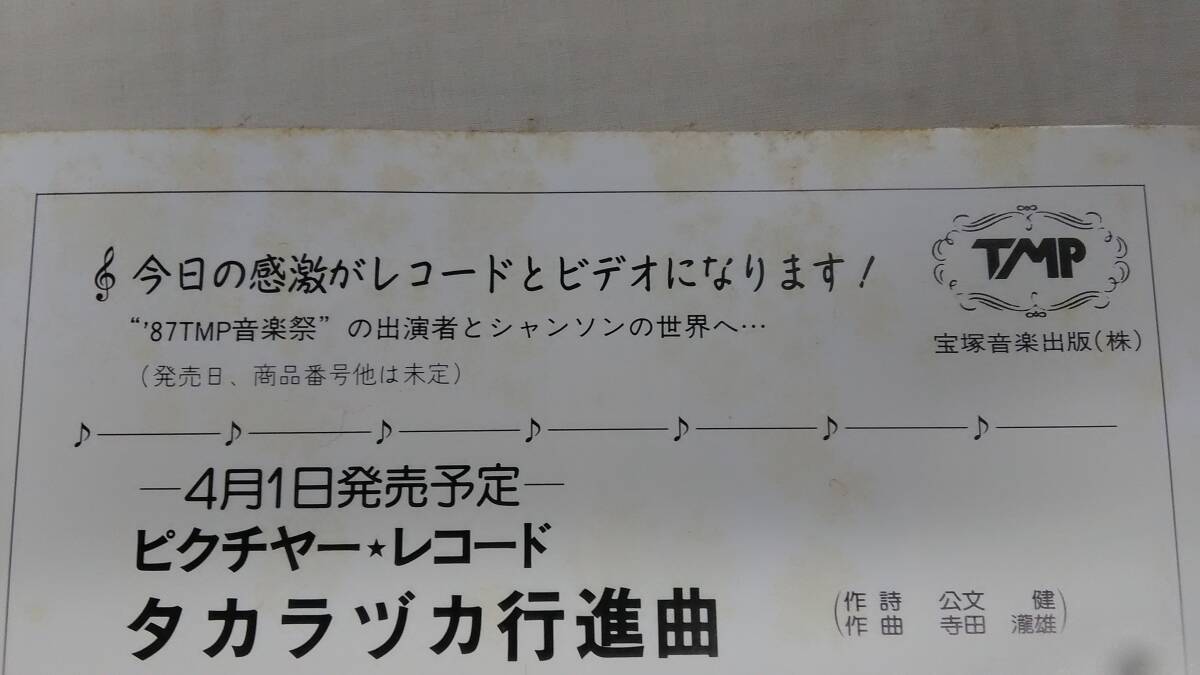 今日の感激がレコードとビデオになります!
TMP
“'87TMP音楽祭”の出演者とシャンソンの世界へ…
宝塚音楽出版(株)
(発売日、商品番号他は未定)
—4月1日発売予定—
ピクチャー★レコード
タカラヅカ行進曲
(作詩 公文 健)
(作曲 寺田 瀧雄)